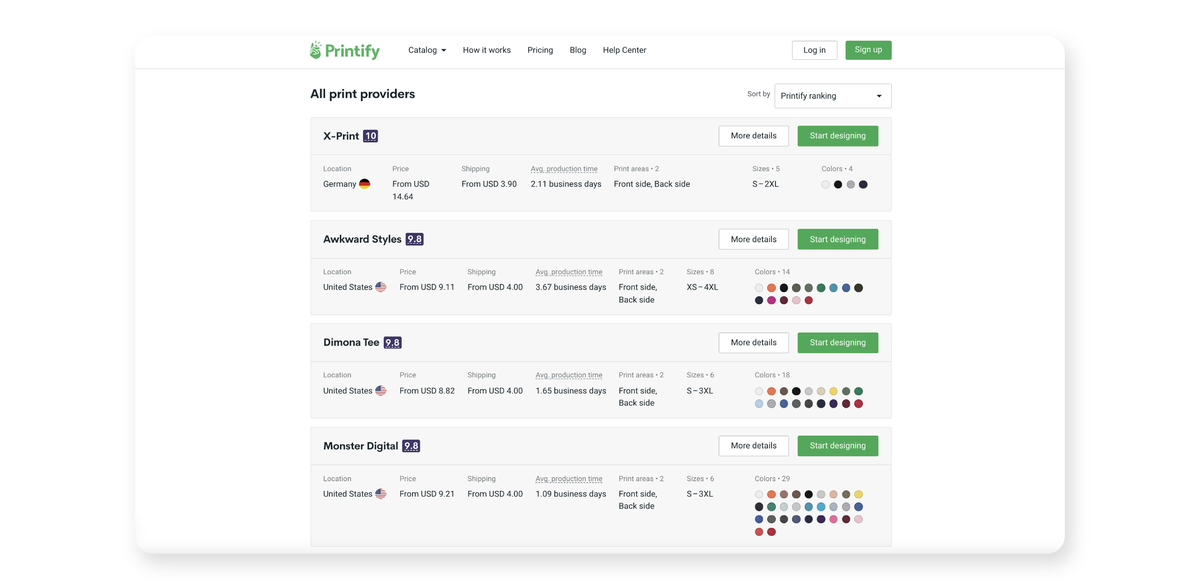 Printify
Catalog
How it works
Pricing
Blog
Help Center
Log in
Sign up
All print providers
Sort by
Printify ranking
X-Print 10
More details
Start designing
Location
Price
Shipping
Avg. production time
Print areas • 2
Sizes • 5
Colors • 4
Germany
From USD
14.64
From USD 3.90
2.11 business days
Front side, Back side
S–2XL
Awkward Styles 9.8
More details
Start designing
Location
Price
Shipping
Avg. production time
Print areas • 2
Sizes • 8
Colors • 14
United States
From USD 9.11
From USD 4.00
3.67 business days
Front side,
Back side
XS–4XL
Dimona Tee 9.8
More details
Start designing
Location
Price
Shipping
Avg. production time
Print areas • 2
Sizes • 6
Colors • 18
United States
From USD 8.82
From USD 4.00
1.65 business days
Front side,
Back side
S–3XL
Monster Digital 9.8
More details
Start designing
Location
Price
Shipping
Avg. production time
Print areas • 2
Sizes • 6
Colors • 29
United States
From USD 9.21
From USD 4.00
1.09 business days
Front side,
Back side
S–3XL